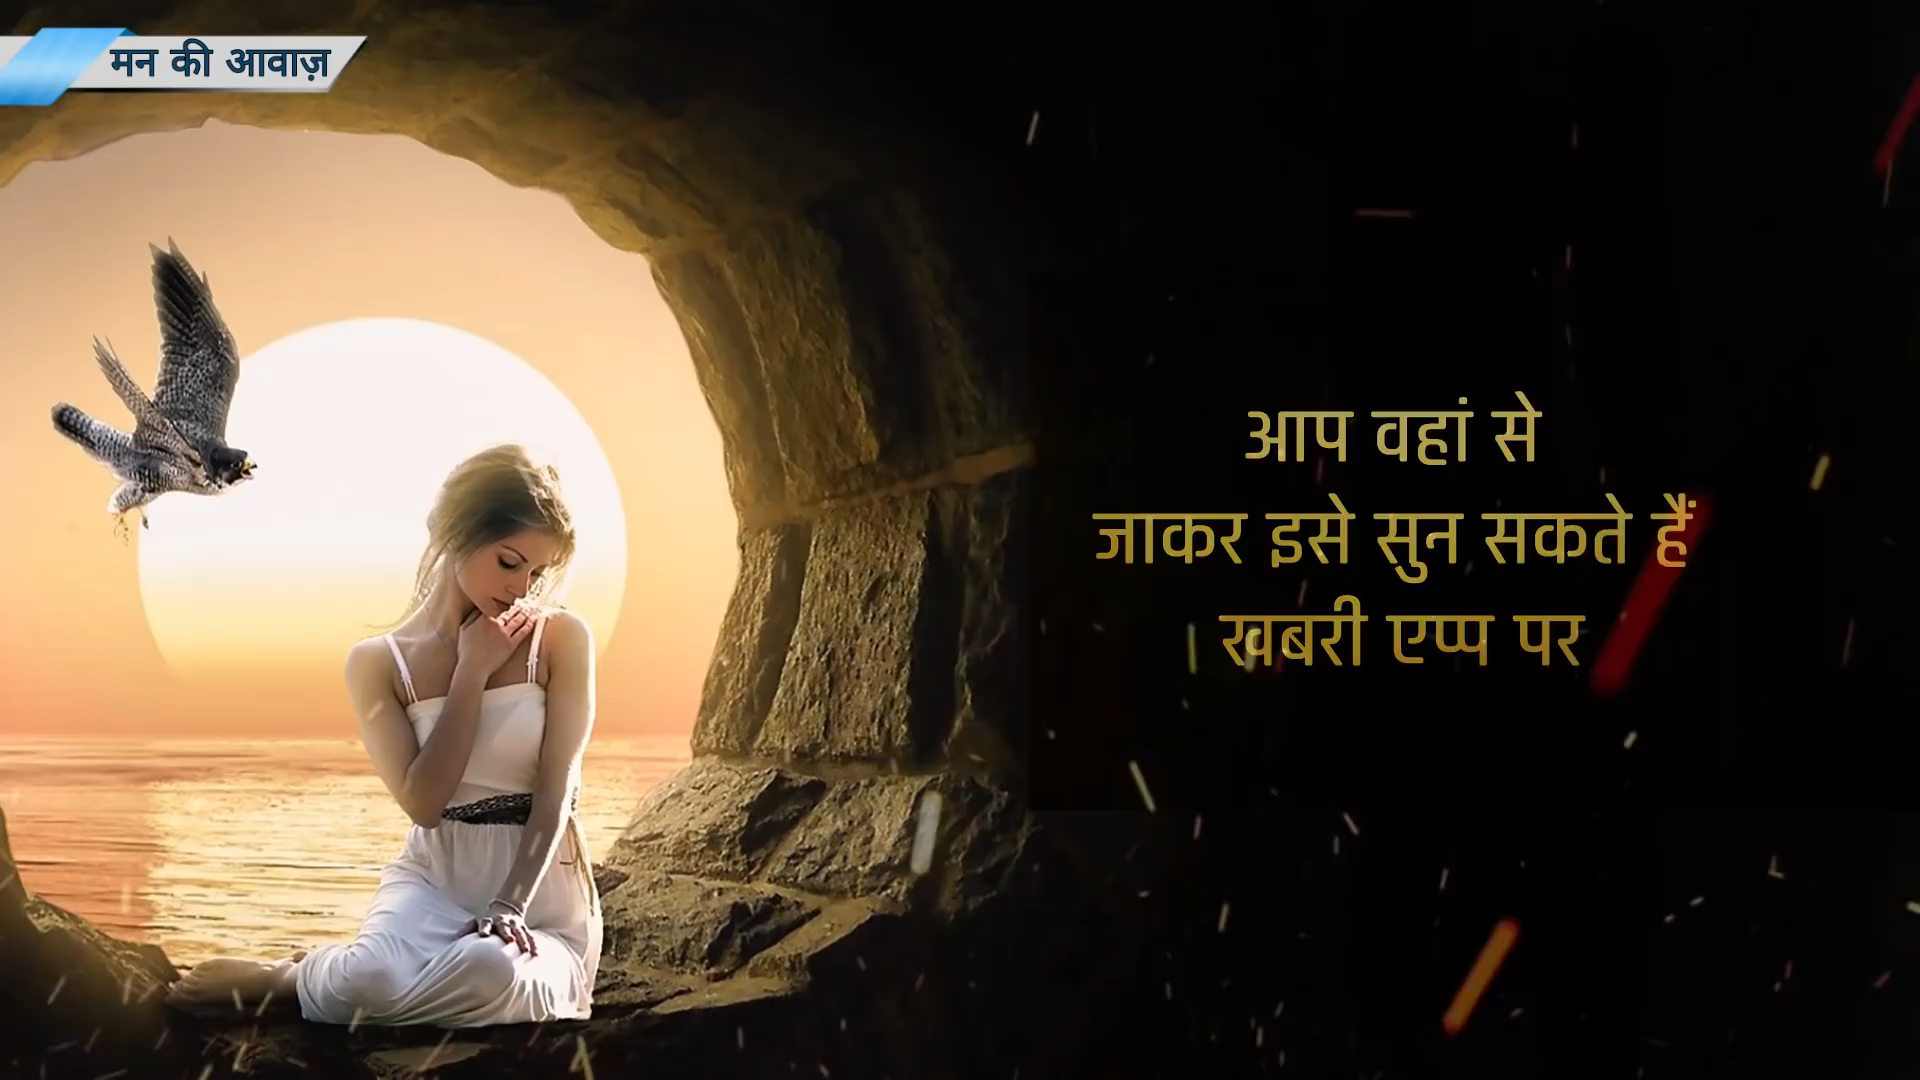 मन की आवाज़
आप वहां से
जाकर इसे सुन सकते हैं
खबरी एप्प पर